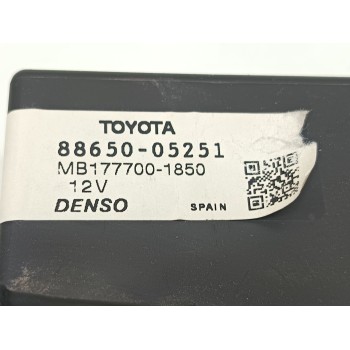 TOYOTA
88650-05251
MB177700-1850
12V
DENSO SPAIN